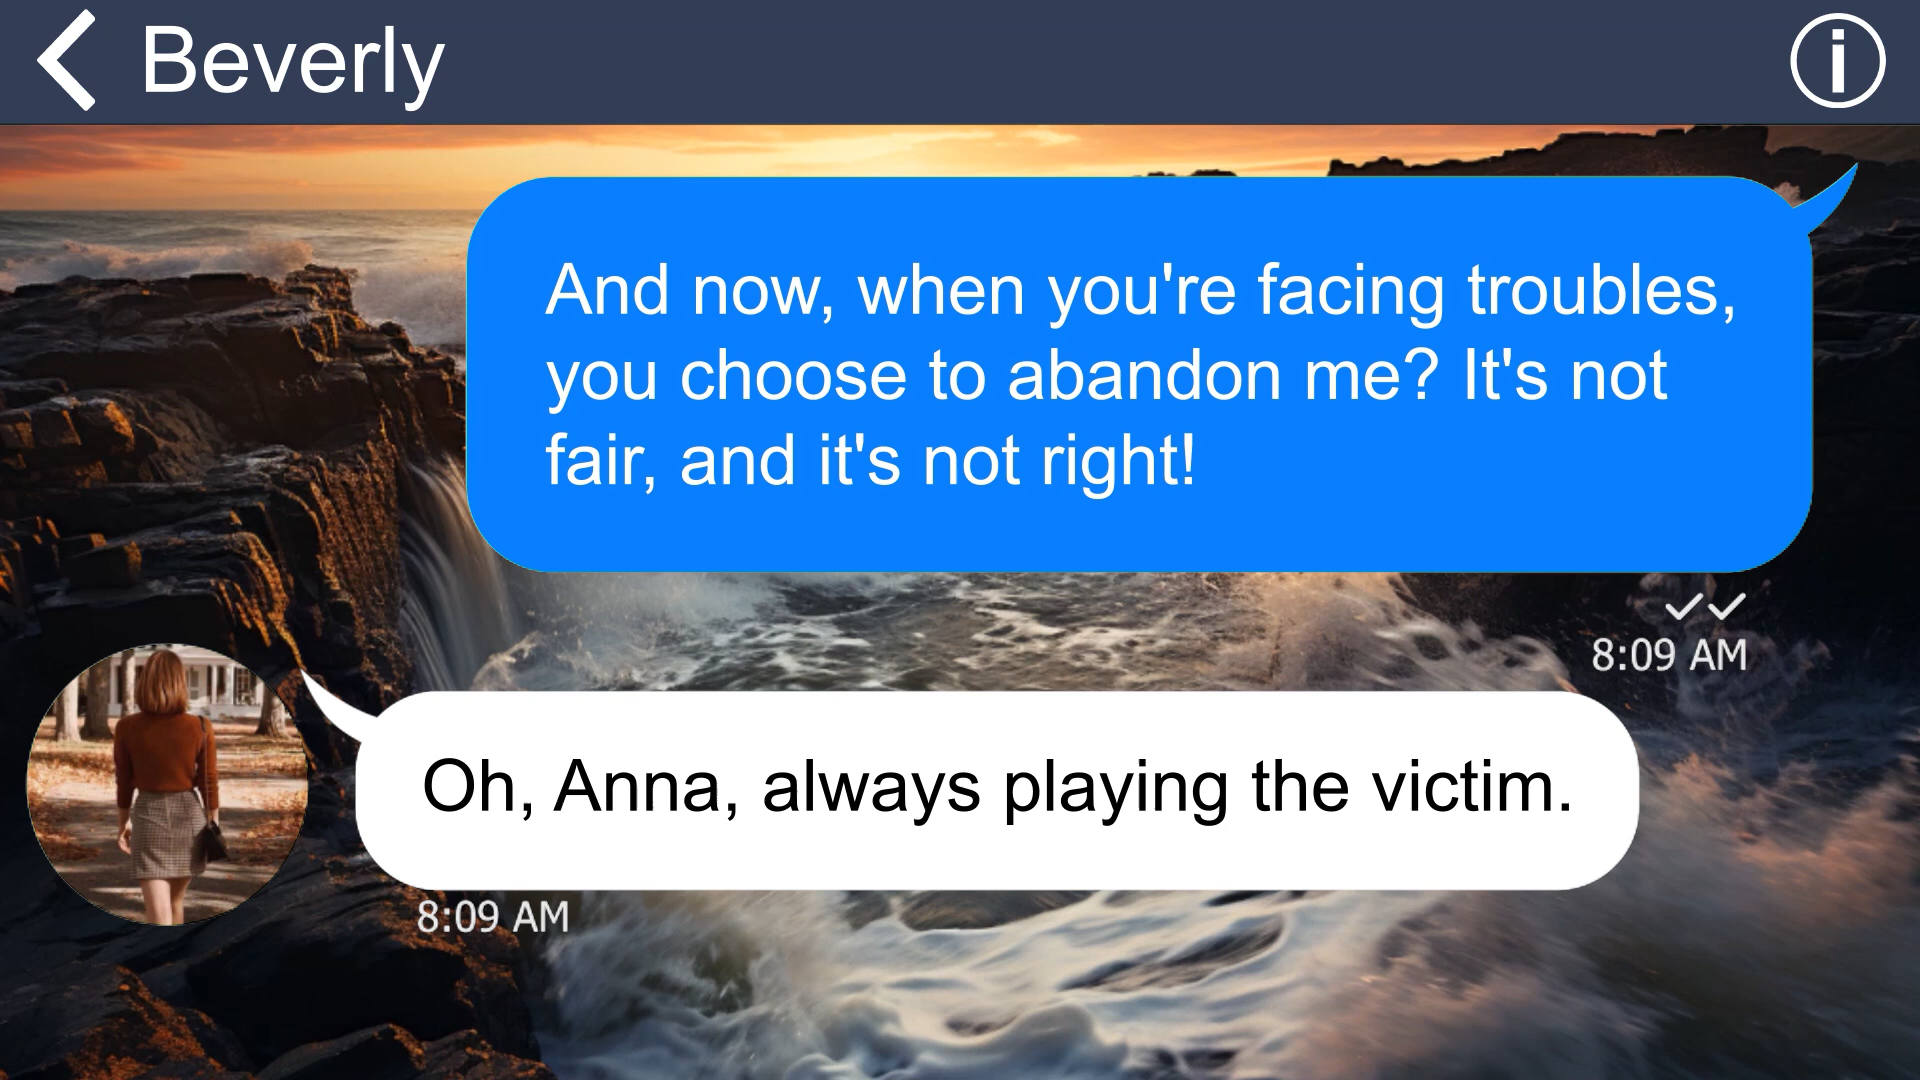 Beverly
And now, when you're facing troubles,
you choose to abandon me? It's not
fair, and it's not right!
8:09 AM
Oh, Anna, always playing the victim.
8:09 AM